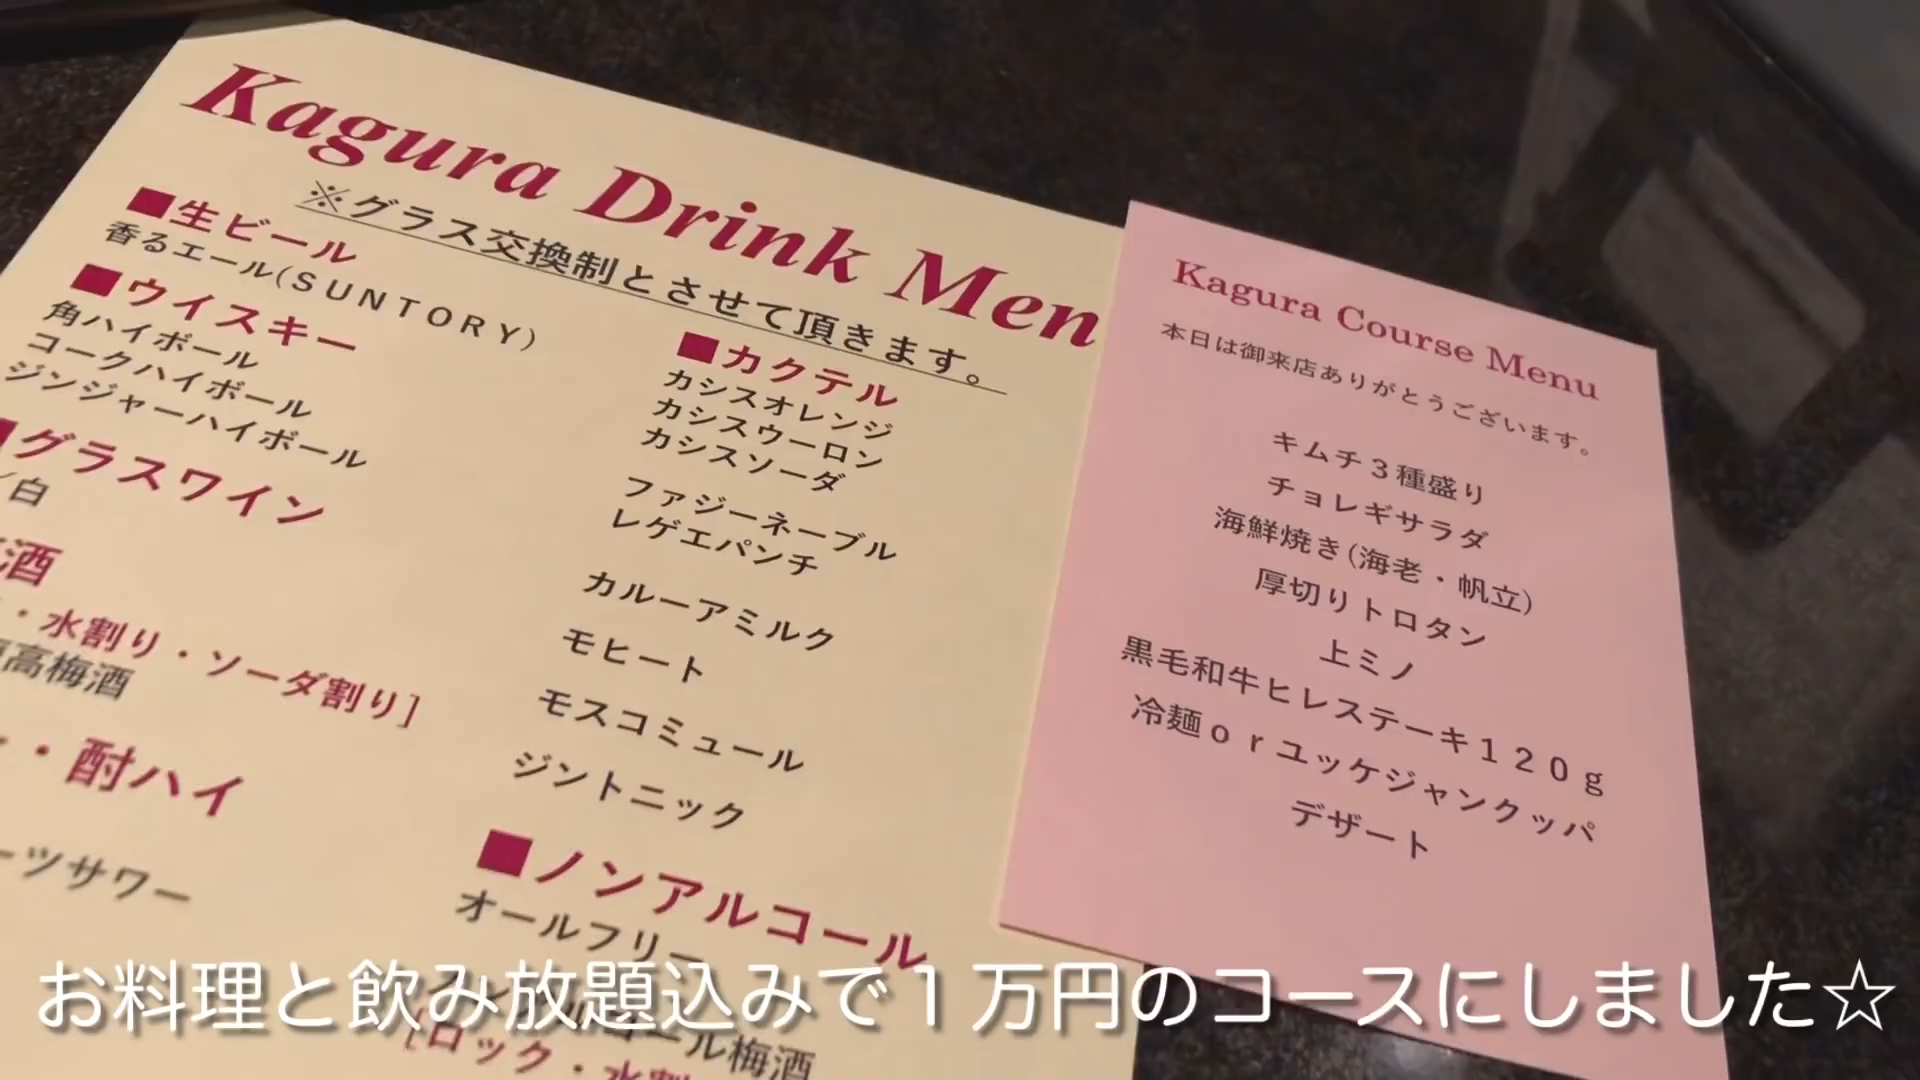 Kagura Drink Men
※グラス交換制とさせて頂きます。
■生ビール
香るエール(SUNTORY)
■ウイスキー
角ハイボール
コークハイボール
ジンジャーハイボール
■グラスワイン
/白
酒
・水割り・ソーダ割り]
高梅酒
・酎ハイ
ーツサワー
■カクテル
カシスオレンジ
カシスウーロン
カシスソーダ
ファジーネーブル
レゲエパンチ
カルーアミルク
モヒート
モスコミュール
ジントニック
■ノンアルコール
オールフリー
ール梅酒
[ロック・水割
Kagura Course Menu
本日は御来店ありがとうございます。
キムチ3種盛り
チョレギサラダ
海鮮焼き(海老・帆立)
厚切りトロタン
上ミノ
黒毛和牛ヒレステーキ120g
冷麺orユッケジャンクッパ
デザート
お料理と飲み放題込みで1万円のコースにしました☆